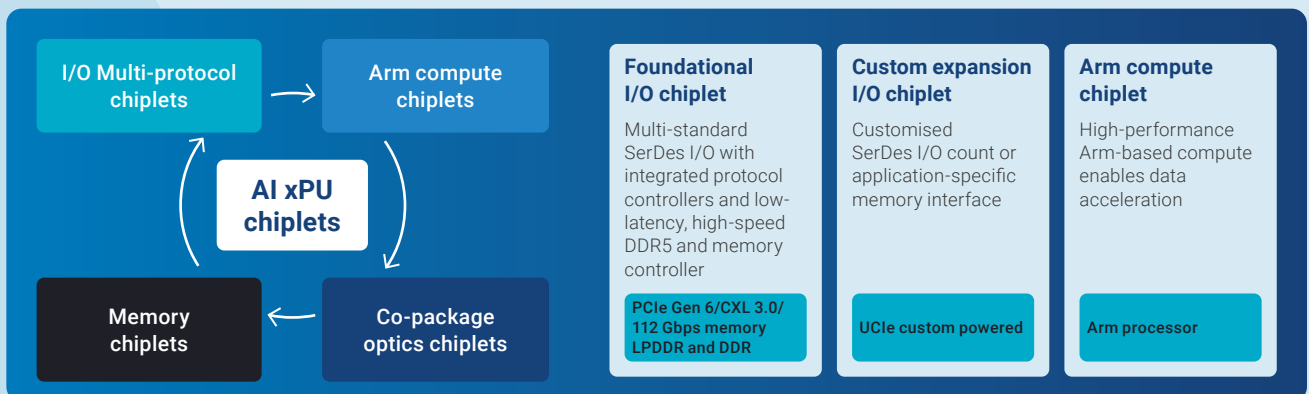 I/O Multi-protocol
chiplets
Arm compute
chiplets
AI xPU
chiplets
Memory
chiplets
Co-package
optics chiplets
Foundational
I/O chiplet
Multi-standard
SerDes I/O with
integrated protocol
controllers and low-
latency, high-speed
DDR5 and memory
controller
PCIe Gen 6/CXL 3.0/
112 Gbps memory
LPDDR and DDR
Custom expansion
I/O chiplet
Customised
SerDes I/O count or
application-specific
memory interface
UCIe custom powered
Arm compute
chiplet
High-performance
Arm-based compute
enables data
acceleration
Arm processor